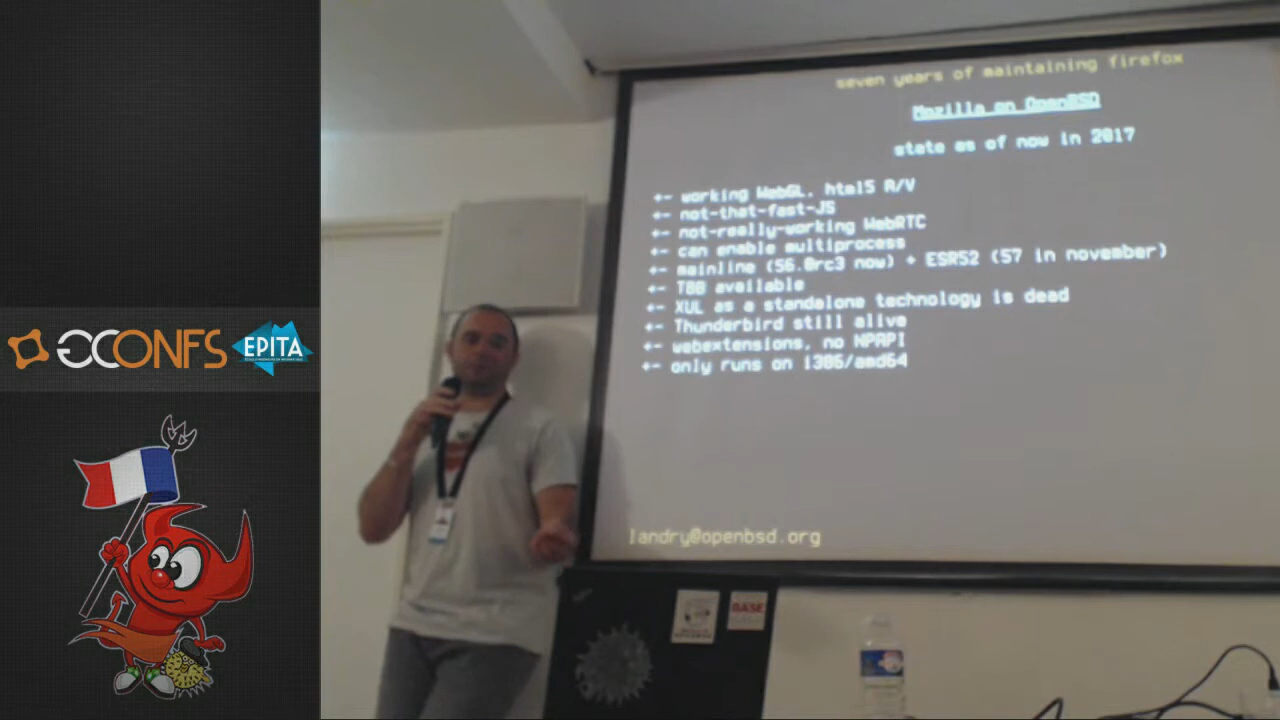 GCONFS
EPITA
seven years of maintaining firefox
Mozilla on OpenBSD
state as of now in 2017
+- working WebGL, html5 A/V
+- not-that-fast-JS
+- not-really-working WebRTC
+- can enable multiprocess
+- mainline (56.0rc3 now) + ESR52 (57 in november)
+- TBB available
+- XUL as a standalone technology is dead
+- Thunderbird still alive
+- webextensions, no NPAPI
+- only runs on i386/amd64
landry@openbsd.org
BASE